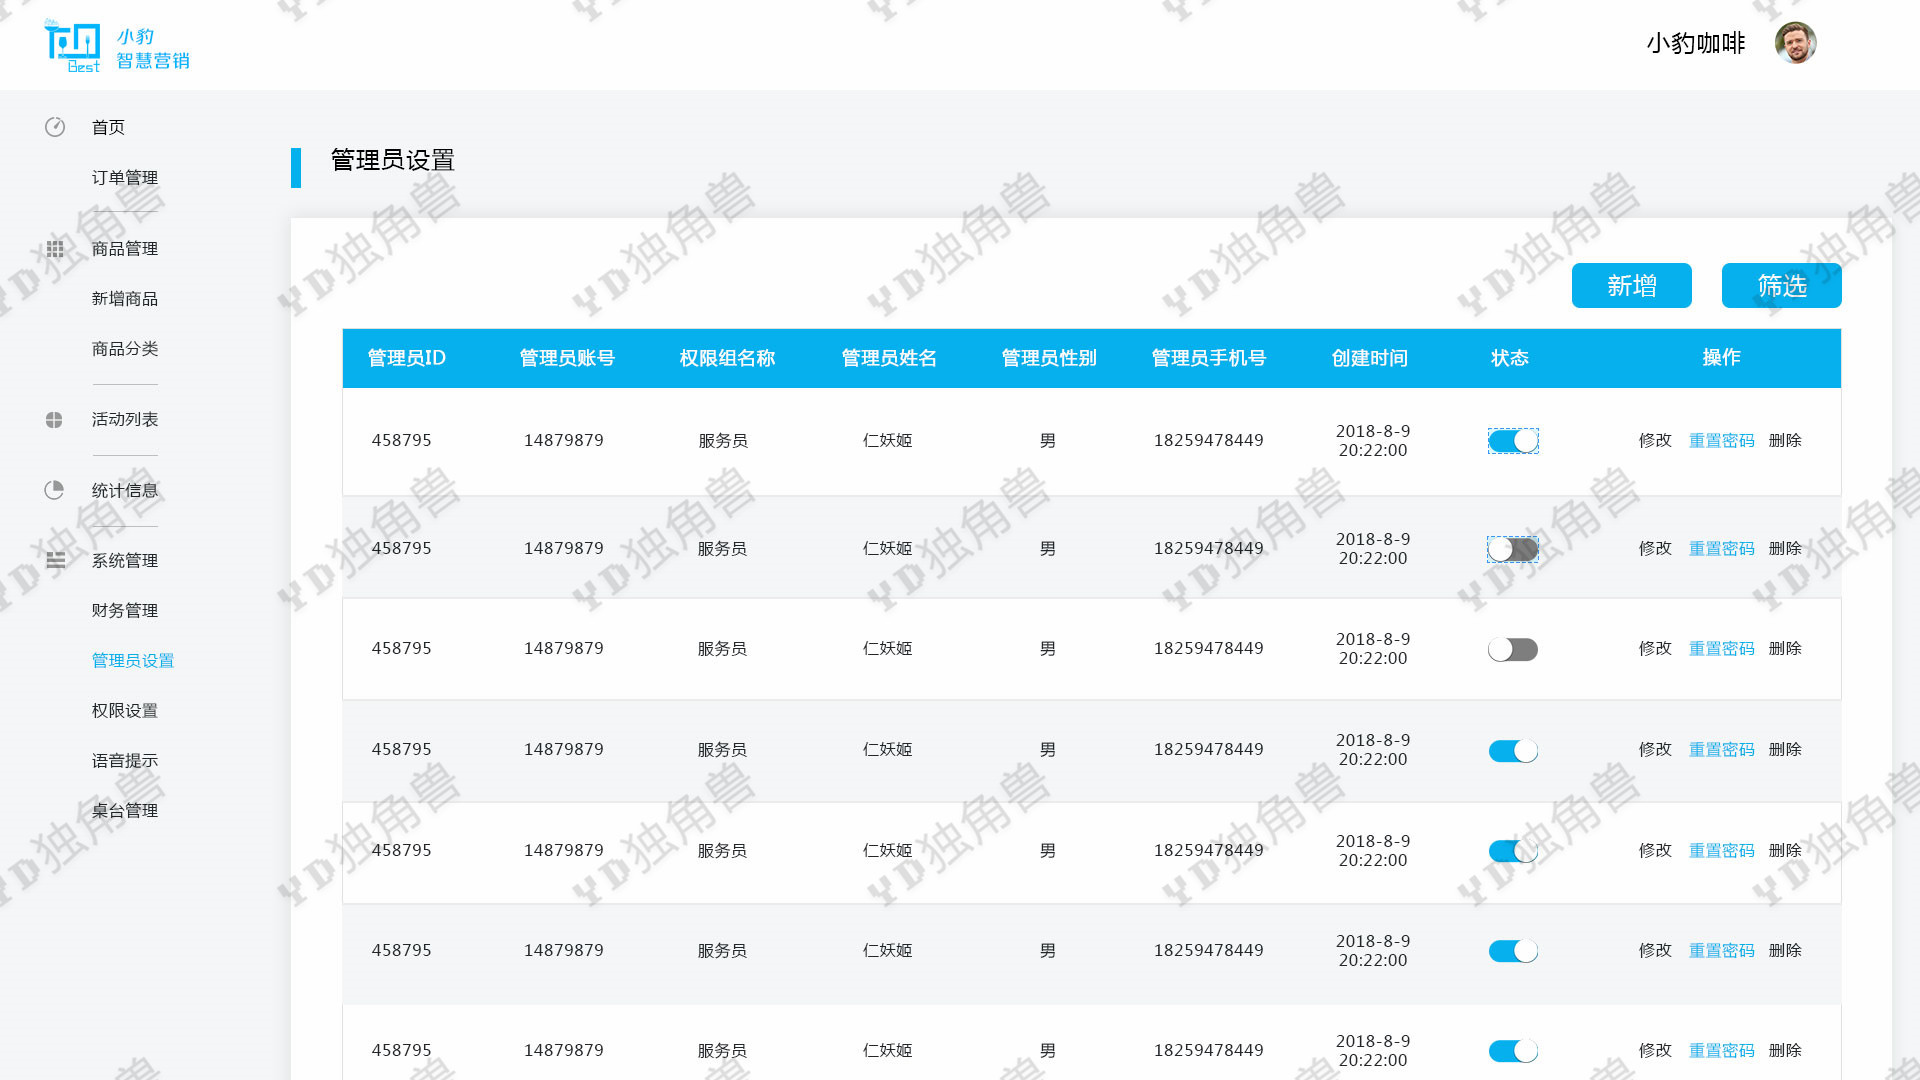 Best
小豹
智慧营销
小豹咖啡
首页
订单管理
商品管理
新增商品
商品分类
活动列表
统计信息
系统管理
财务管理
管理员设置
权限设置
语音提示
桌台管理
管理员设置
新增 筛选
管理员ID 管理员账号 权限组名称 管理员姓名 管理员性别 管理员手机号 创建时间 状态 操作
458795 14879879 服务员 仁妖姬 男 18259478449 2018-8-9 20:22:00 修改 重置密码 删除
458795 14879879 服务员 仁妖姬 男 18259478449 2018-8-9 20:22:00 修改 重置密码 删除
458795 14879879 服务员 仁妖姬 男 18259478449 2018-8-9 20:22:00 修改 重置密码 删除
458795 14879879 服务员 仁妖姬 男 18259478449 2018-8-9 20:22:00 修改 重置密码 删除
458795 14879879 服务员 仁妖姬 男 18259478449 2018-8-9 20:22:00 修改 重置密码 删除
458795 14879879 服务员 仁妖姬 男 18259478449 2018-8-9 20:22:00 修改 重置密码 删除
458795 14879879 服务员 仁妖姬 男 18259478449 2018-8-9 20:22:00 修改 重置密码 删除
YD独角兽